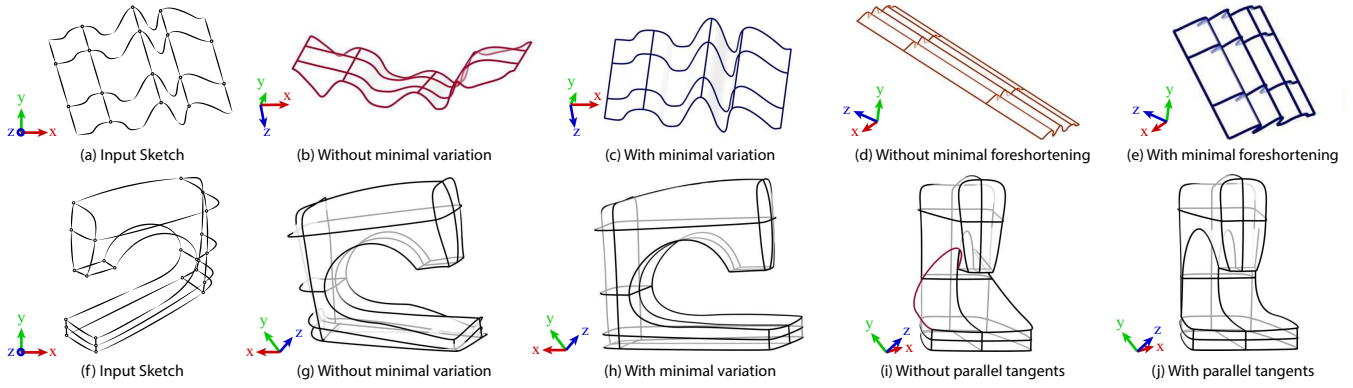 y
z x
(a) Input Sketch
y
x
z
(b) Without minimal variation
y
x
z
(c) With minimal variation
y
z
x
(d) Without minimal foreshortening
y
z
x
(e) With minimal foreshortening
y
z x
(f) Input Sketch
y
z
x
(g) Without minimal variation
y
z
x
(h) With minimal variation
y
z
x
(i) Without parallel tangents
y
z
x
(j) With parallel tangents